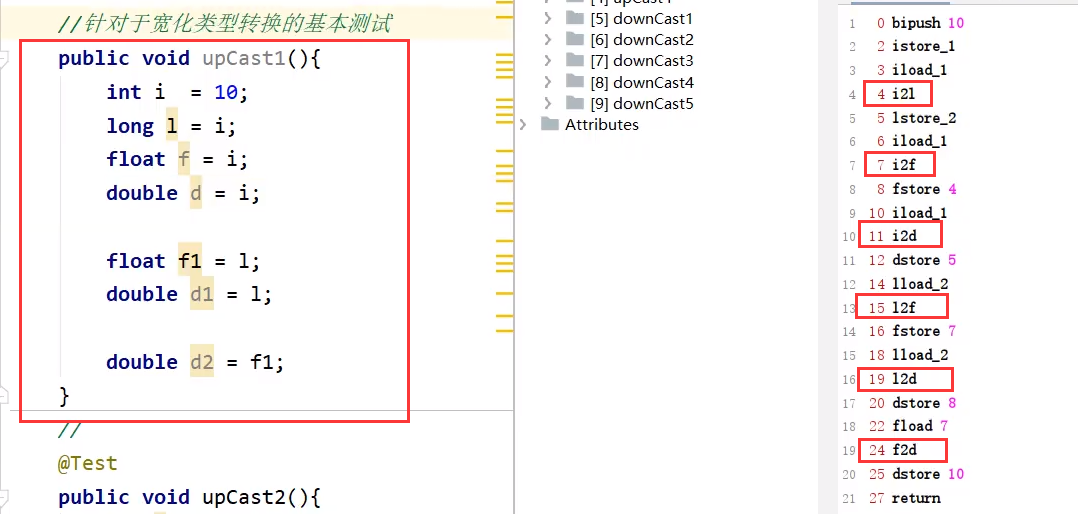 //针对于宽化类型转换的基本测试
public void upCast1(){
int i  = 10;
long l = i;
float f = i;
double d = i;
float f1 = l;
double d1 = l;
double d2 = f1;
}
//
@Test
public void upCast2(){
[5] downCast1
[6] downCast2
[7] downCast3
[8] downCast4
[9] downCast5
Attributes
1 0 bipush 10
2 2 istore_1
3 3 iload_1
4 4 i2l
5 5 lstore_2
6 6 iload_1
7 7 i2f
8 8 fstore 4
9 10 iload_1
10 11 i2d
11 12 dstore 5
12 14 lload_2
13 15 l2f
14 16 fstore 7
15 18 lload_2
16 19 l2d
17 20 dstore 8
18 22 fload 7
19 24 f2d
20 25 dstore 10
21 27 return